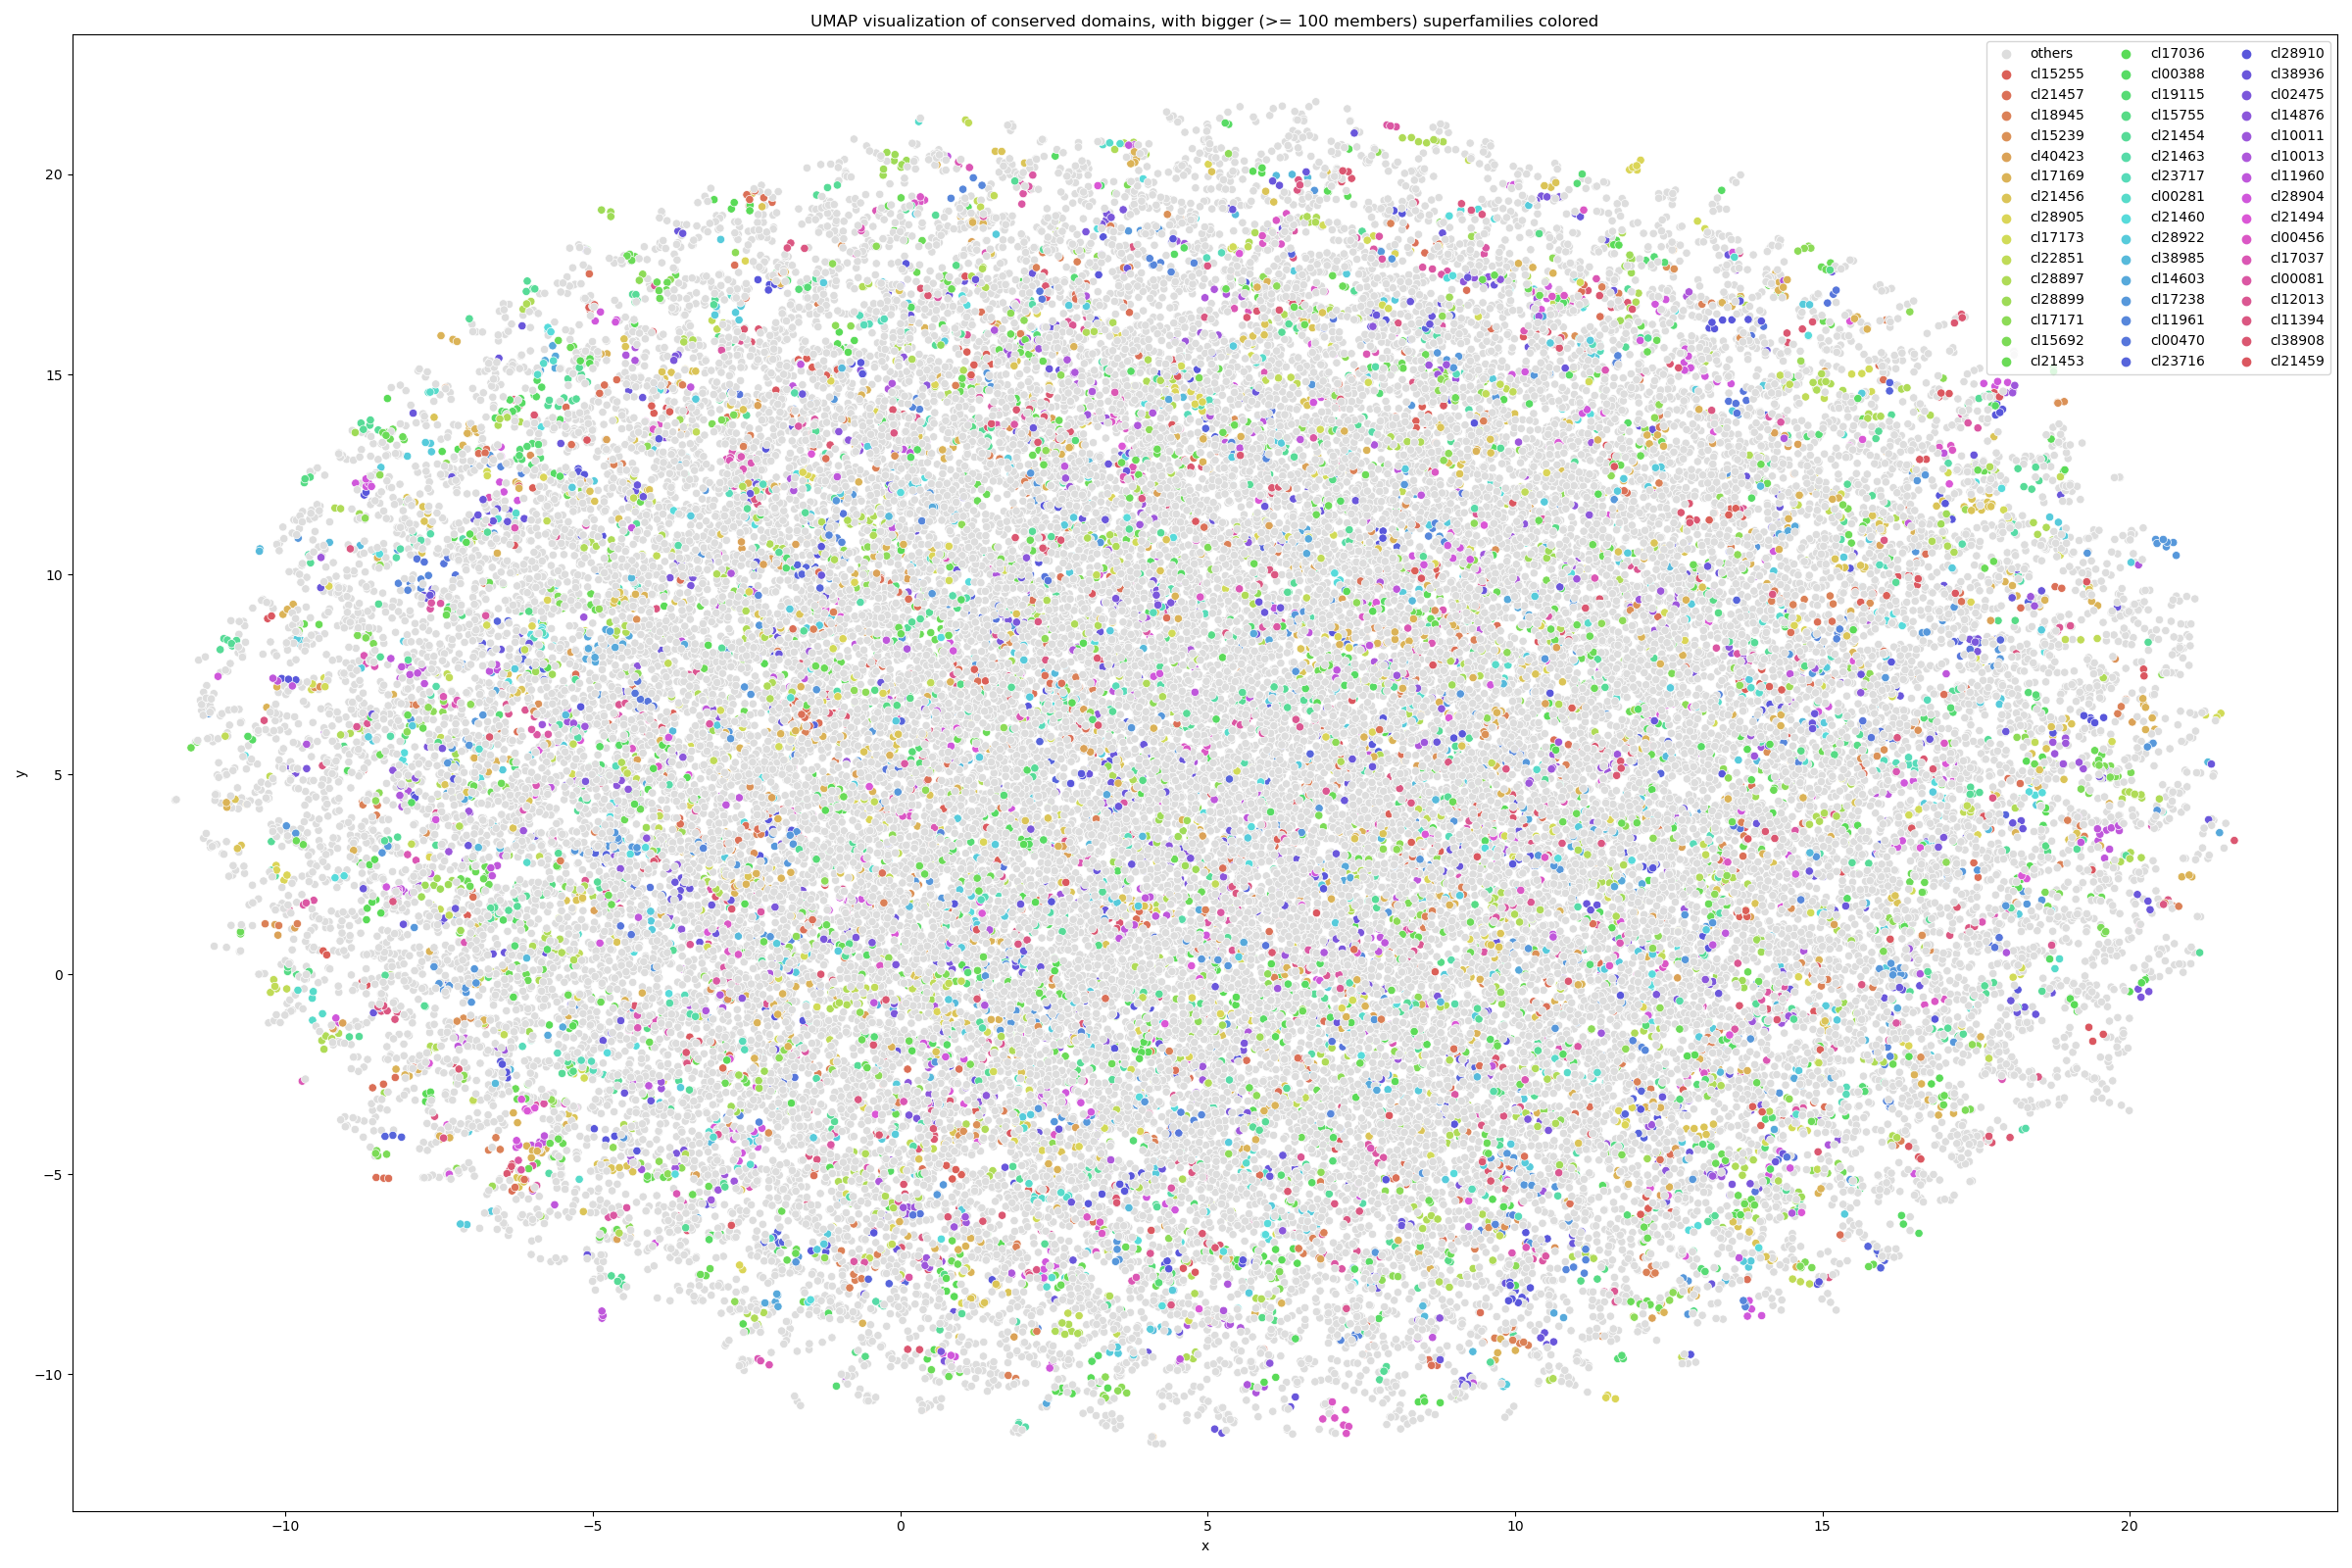 UMAP visualization of conserved domains, with bigger (>= 100 members) superfamilies colored
others
cl15255
cl21457
cl18945
cl15239
cl40423
cl17169
cl21456
cl28905
cl17173
cl22851
cl28897
cl28899
cl17171
cl15692
cl21453
cl17036
cl00388
cl19115
cl15755
cl21454
cl21463
cl23717
cl00281
cl21460
cl28922
cl38985
cl14603
cl17238
cl11961
cl00470
cl23716
cl28910
cl38936
cl02475
cl14876
cl10011
cl10013
cl11960
cl28904
cl21494
cl00456
cl17037
cl00081
cl12013
cl11394
cl38908
cl21459
y
20
15
10
5
0
−5
−10
−10
−5
0
5
10
15
20
x